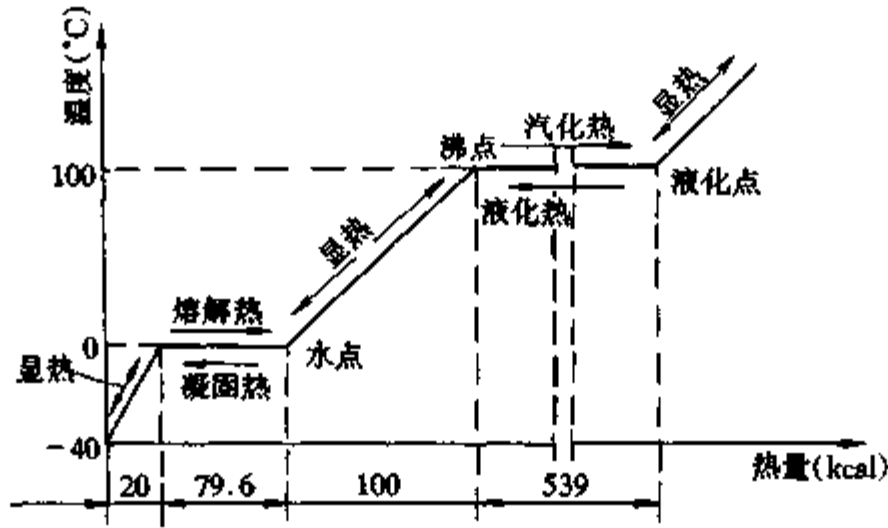 温度(°C)
显热
汽化热
沸点
100
液化点
液化热
显热
熔解热
0
水点
显热
凝固热
-40
热量(kcal)
20
79.6
100
539